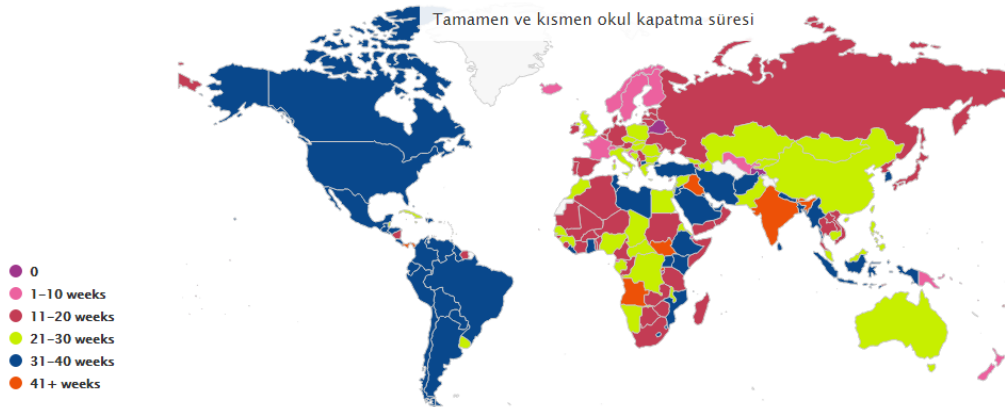 Tamamen ve kısmen okul kapatma süresi
0
1–10 weeks
11–20 weeks
21–30 weeks
31–40 weeks
41+ weeks